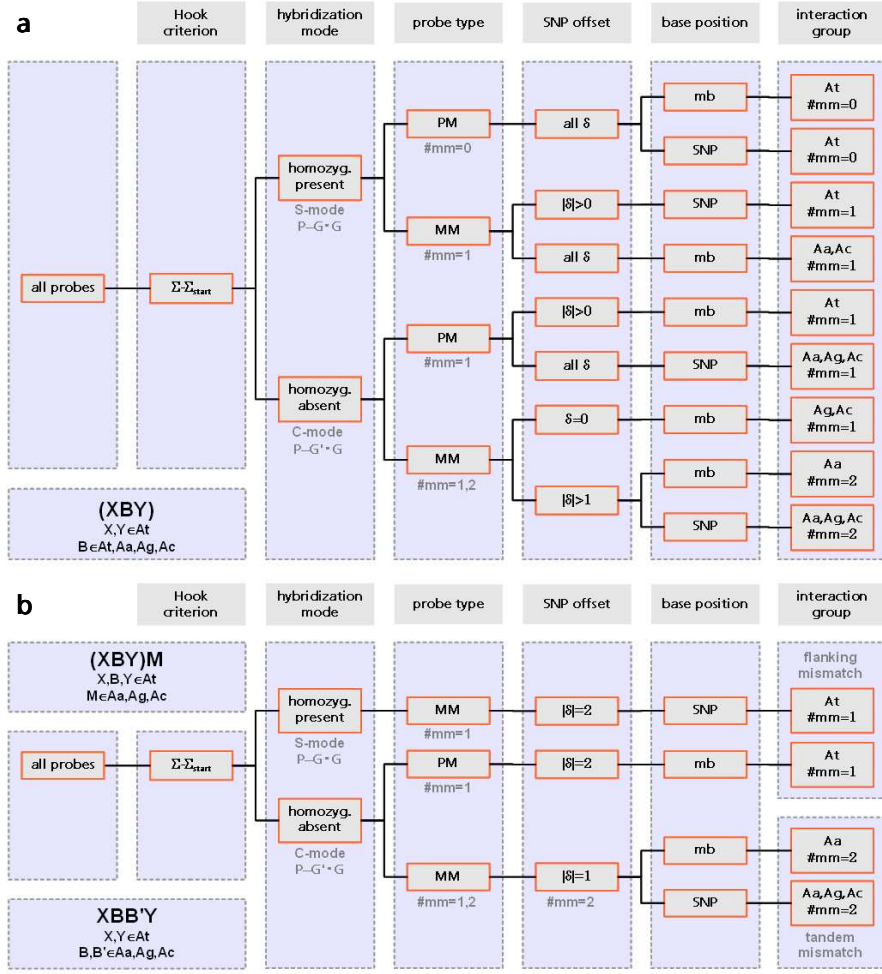 a
Hook criterion
hybridization mode
probe type
SNP offset
base position
interaction group
all probes
Σ-Σstart
homozyg. present
S-mode
P–G•G
homozyg. absent
C-mode
P–G'•G
PM
#mm=0
MM
#mm=1
PM
#mm=1
MM
#mm=1,2
all δ
|δ|>0
all δ
|δ|>0
all δ
δ=0
|δ|>1
mb
SNP
SNP
mb
mb
SNP
mb
mb
SNP
At
#mm=0
At
#mm=0
At
#mm=1
Aa,Ac
#mm=1
At
#mm=1
Aa,Ag,Ac
#mm=1
Ag,Ac
#mm=1
Aa
#mm=2
Aa,Ag,Ac
#mm=2
(XBY)
X,Y∈At
B∈At,Aa,Ag,Ac
b
Hook criterion
hybridization mode
probe type
SNP offset
base position
interaction group
(XBY)M
X,B,Y∈At
M∈Aa,Ag,Ac
all probes
Σ-Σstart
homozyg. present
S-mode
P–G•G
homozyg. absent
C-mode
P–G'•G
MM
#mm=1
PM
#mm=1
MM
#mm=1,2
|δ|=2
|δ|=2
|δ|=1
#mm=2
SNP
mb
mb
SNP
flanking mismatch
At
#mm=1
At
#mm=1
Aa
#mm=2
Aa,Ag,Ac
#mm=2
tandem mismatch
XBB'Y
X,Y∈At
B,B'∈Aa,Ag,Ac